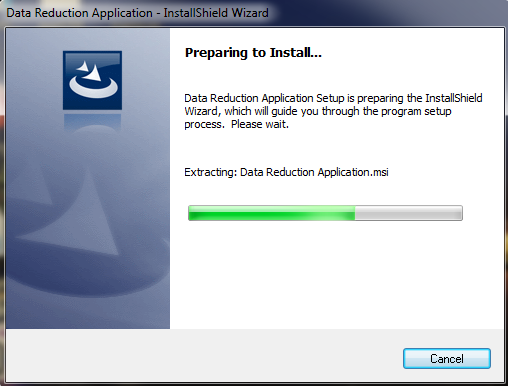 Data Reduction Application - InstallShield Wizard
Preparing to Install...
Data Reduction Application Setup is preparing the InstallShield
Wizard, which will guide you through the program setup
process. Please wait.
Extracting: Data Reduction Application.msi
Cancel